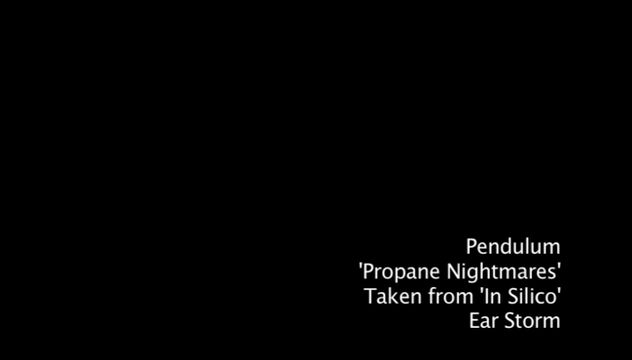 Pendulum
'Propane Nightmares'
Taken from 'In Silico'
Ear Storm